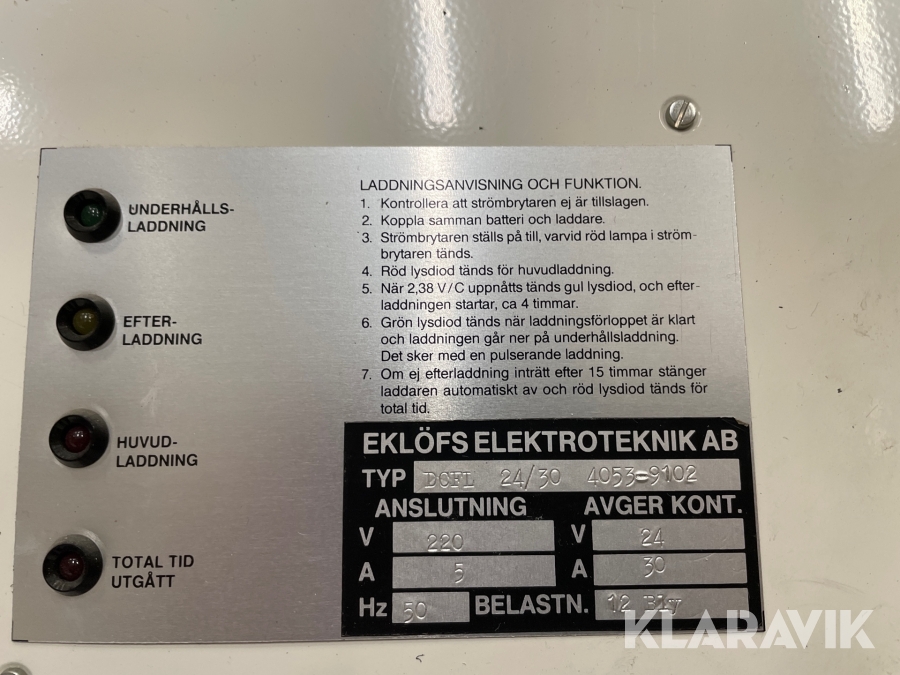 UNDERHÅLLS-
LADDNING
EFTER-
LADDNING
HUVUD-
LADDNING
TOTAL TID
UTGÅTT
LADDNINGSANVISNING OCH FUNKTION.
1. Kontrollera att strömbrytaren ej är tillslagen.
2. Koppla samman batteri och laddare.
3. Strömbrytaren ställs på till, varvid röd lampa i ström-
brytaren tänds.
4. Röd lysdiod tänds för huvudladdning.
5. När 2,38 V/C uppnåtts tänds gul lysdiod, och efter-
laddningen startar, ca 4 timmar.
6. Grön lysdiod tänds när laddningsförloppet är klart
och laddningen går ner på underhållsladdning.
Det sker med en pulserande laddning.
7. Om ej efterladdning inträtt efter 15 timmar stänger
laddaren automatiskt av och röd lysdiod tänds för
total tid.
EKLÖFS ELEKTROTEKNIK AB
TYP DCFL 24/30 4053-9102
ANSLUTNING AVGER KONT.
V 220 V 24
A 5 A 30
Hz 50 BELASTN. 12 Bly
KLARAVIK